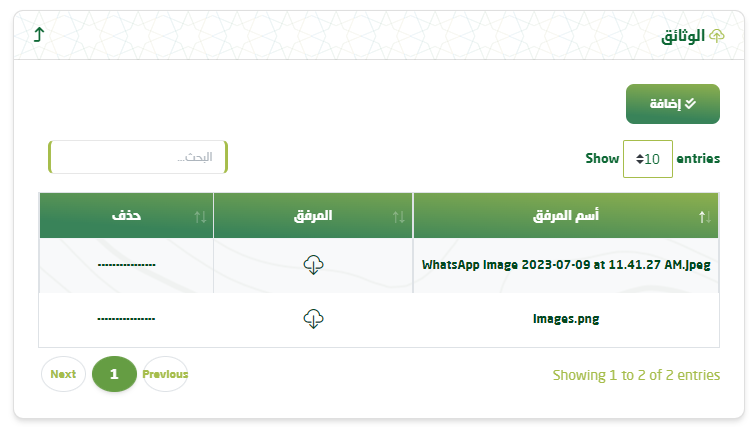 الوثائق
إضافة
Show 10 entries
البحث...
أسم المرفق المرفق حذف
WhatsApp Image 2023-07-09 at 11.41.27 AM.jpeg ----------------
images.png ----------------
Showing 1 to 2 of 2 entries
Previous 1 Next